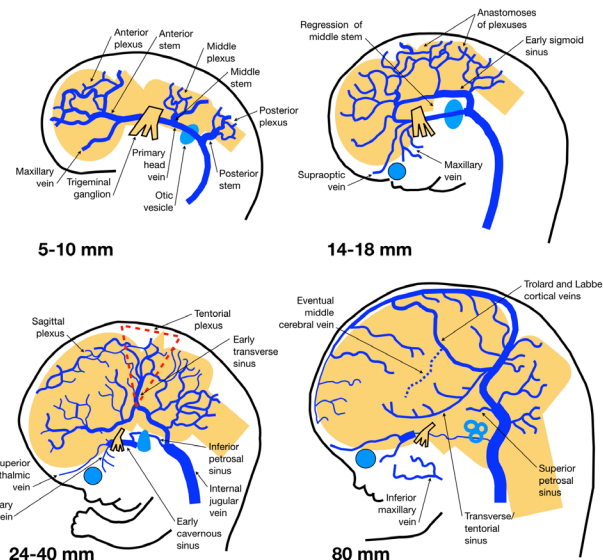 Anterior
plexus
Anterior
stem
Middle
plexus
Middle
stem
Posterior
plexus
Maxillary
vein
Trigeminal
ganglion
Primary
head
vein
Otic
vesicle
Posterior
stem
5-10 mm
Regression of
middle stem
Anastomoses
of plexuses
Early sigmoid
sinus
Supraoptic
vein
Maxillary
vein
14-18 mm
Sagittal
plexus
Tentorial
plexus
Early
transverse
sinus
uperior
thalmic
vein
ary
ein
Inferior
petrosal
sinus
Internal
jugular
vein
Early
cavernous
sinus
24-40 mm
Eventual
middle
cerebral vein
Trolard and Labbe
cortical veins
Inferior
maxillary
vein
Transverse/
tentorial
sinus
Superior
petrosal
sinus
80 mm